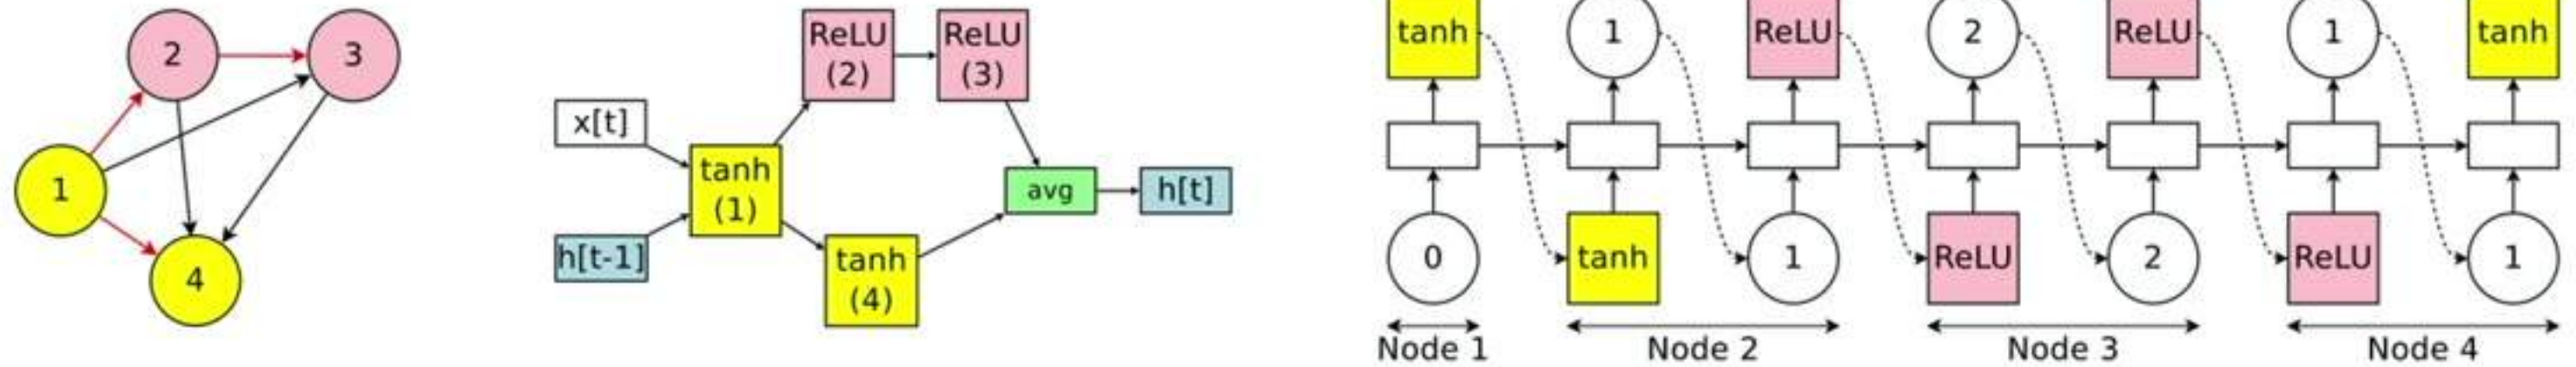 2
3
1
4
x[t]
h[t-1]
tanh
(1)
ReLU
(2)
ReLU
(3)
tanh
(4)
avg
h[t]
tanh
1
ReLU
2
ReLU
1
tanh
0
tanh
1
ReLU
2
ReLU
1
Node 1
Node 2
Node 3
Node 4